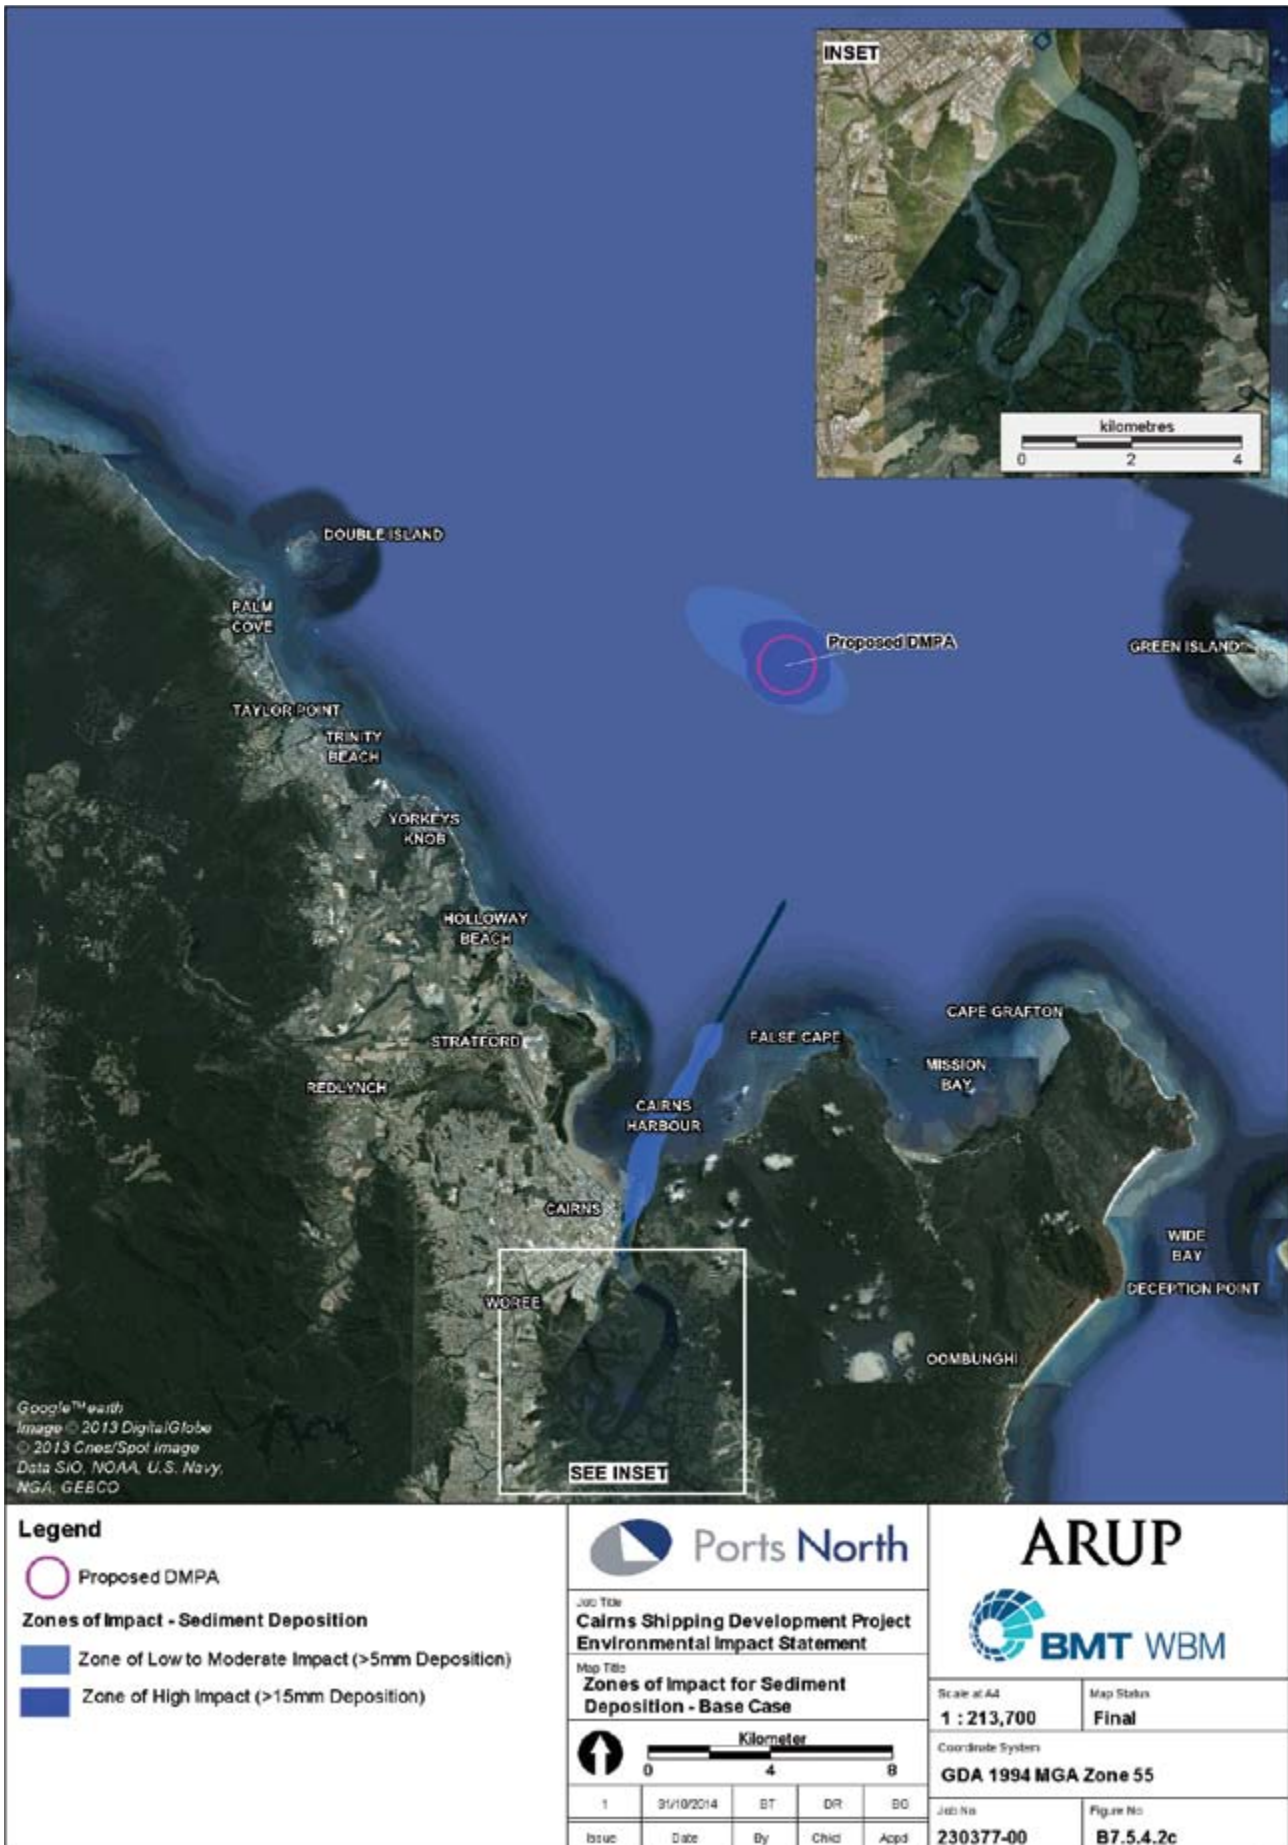 INSET
kilometres
0 2 4
DOUBLE ISLAND
PALM
COVE
Proposed DMPA
GREEN ISLAND
TAYLOR POINT
TRINITY
BEACH
YORKEYS
KNOB
HOLLOWAY
BEACH
STRATFORD
REDLYNCH
FALSE CAPE
CAPE GRAFTON
MISSION
BAY
CAIRNS
HARBOUR
CAIRNS
WIDE
BAY
DECEPTION POINT
WOREE
OOMBUNGHI
SEE INSET
Google™earth
Image © 2013 DigitalGlobe
© 2013 Cnes/Spot Image
Data SIO, NOAA, U.S. Navy,
NGA, GEBCO
Legend
Proposed DMPA
Zones of Impact - Sediment Deposition
Zone of Low to Moderate Impact (>5mm Deposition)
Zone of High Impact (>15mm Deposition)
Ports North
Job Title
Cairns Shipping Development Project
Environmental Impact Statement
Map Title
Zones of Impact for Sediment
Deposition - Base Case
Kilometer
0 4 8
1 31/10/2014 BT DR BG
Issue Date By Chkd Appd
ARUP
BMT WBM
Scale at A4
1 : 213,700
Map Status
Final
Coordinate System
GDA 1994 MGA Zone 55
Job No
230377-00
Figure No
B7.5.4.2c